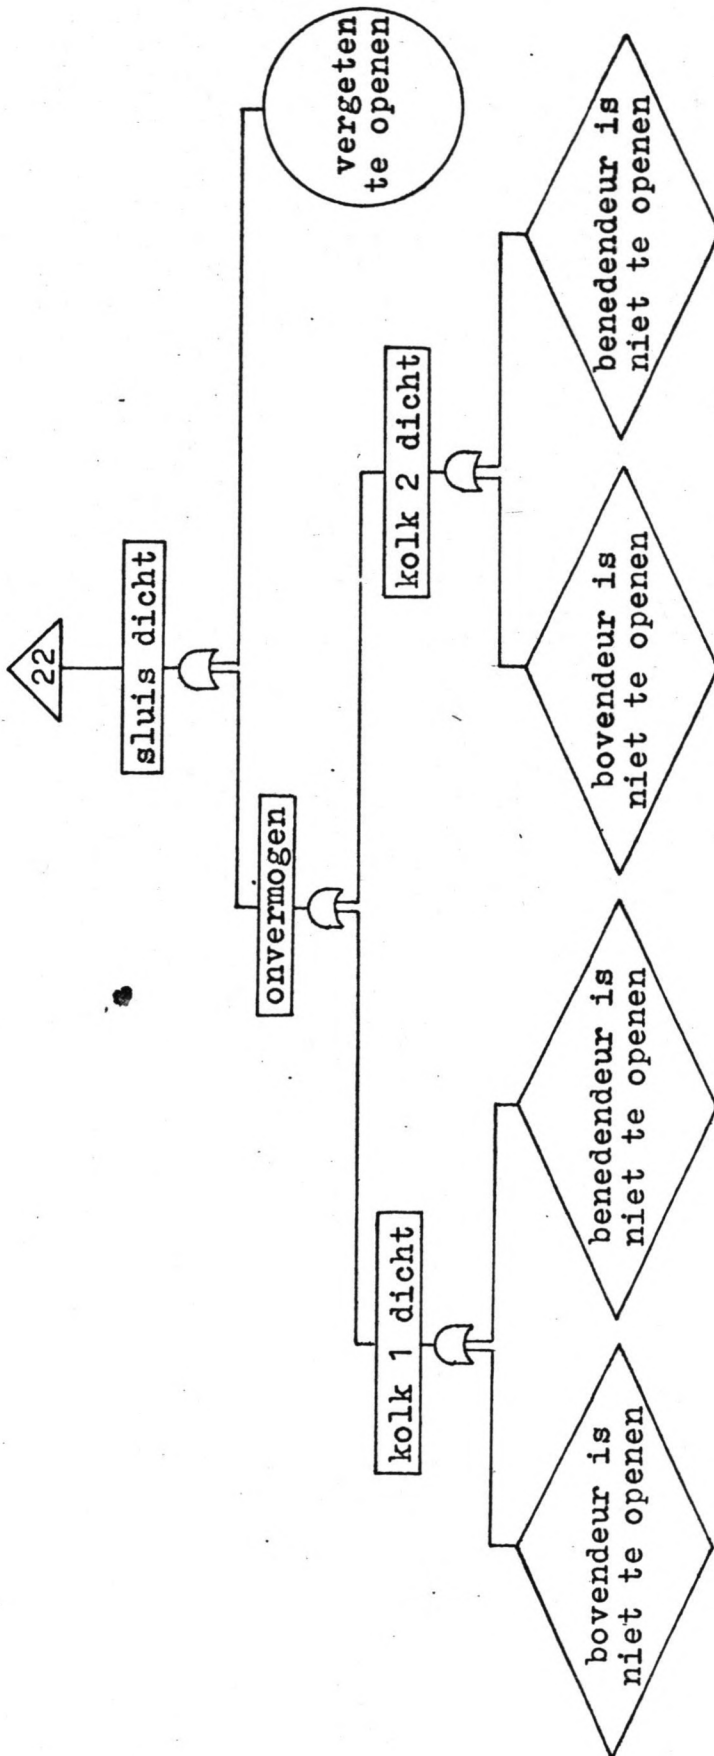 22
sluis dicht
onvermogen
vergeten
te openen
kolk 1 dicht
kolk 2 dicht
bovendeur is
niet te openen
benedendeur is
niet te openen
bovendeur is
niet te openen
benedendeur is
niet te openen